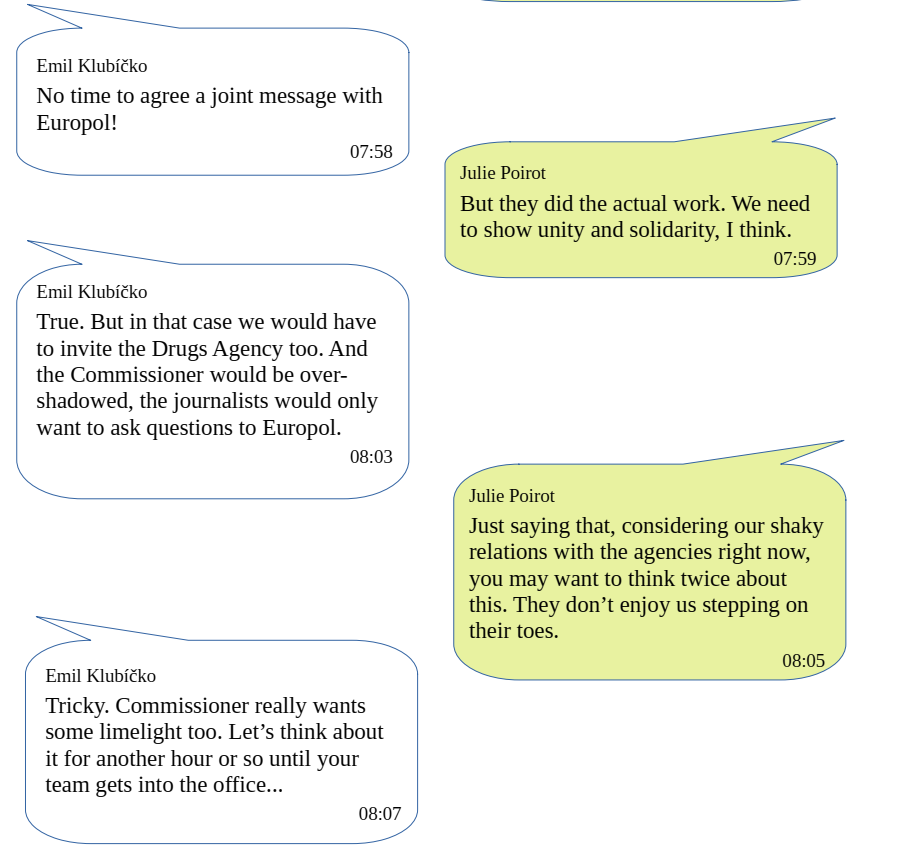 Emil Klubíčko
No time to agree a joint message with
Europol!
07:58
Julie Poirot
But they did the actual work. We need
to show unity and solidarity, I think.
07:59
Emil Klubíčko
True. But in that case we would have
to invite the Drugs Agency too. And
the Commissioner would be over-
shadowed, the journalists would only
want to ask questions to Europol.
08:03
Julie Poirot
Just saying that, considering our shaky
relations with the agencies right now,
you may want to think twice about
this. They don’t enjoy us stepping on
their toes.
08:05
Emil Klubíčko
Tricky. Commissioner really wants
some limelight too. Let’s think about
it for another hour or so until your
team gets into the office...
08:07